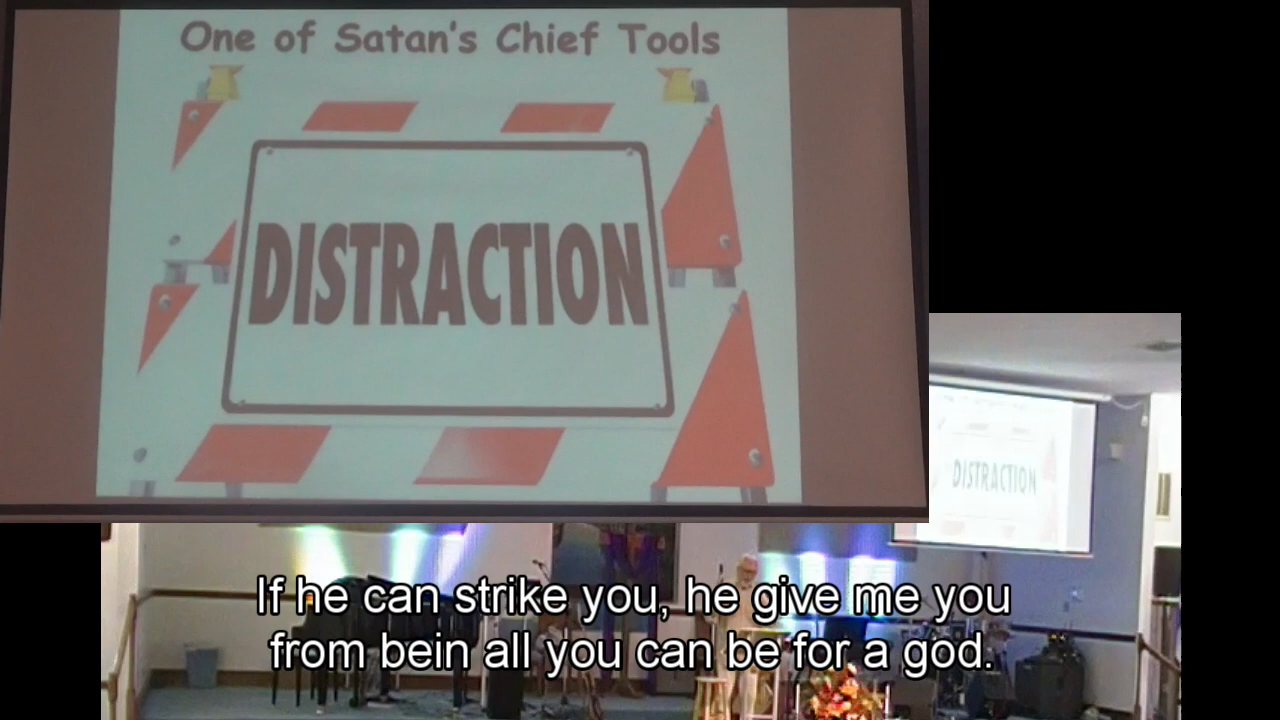 One of Satan's Chief Tools
DISTRACTION
DISTRACTION
If he can strike you, he give me you
from bein all you can be for a god.